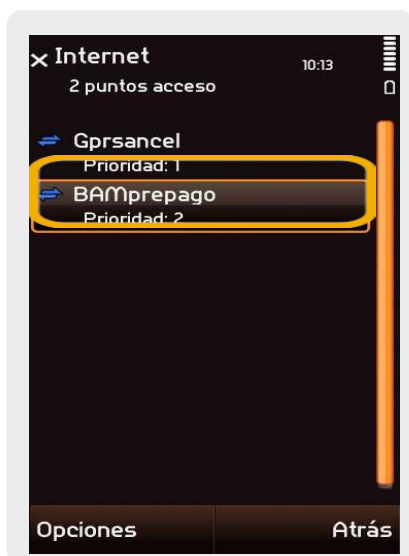 Internet
10:13
2 puntos acceso
Gprsancel
Prioridad: 1
BAMprepago
Prioridad: 2
Opciones
Atrás